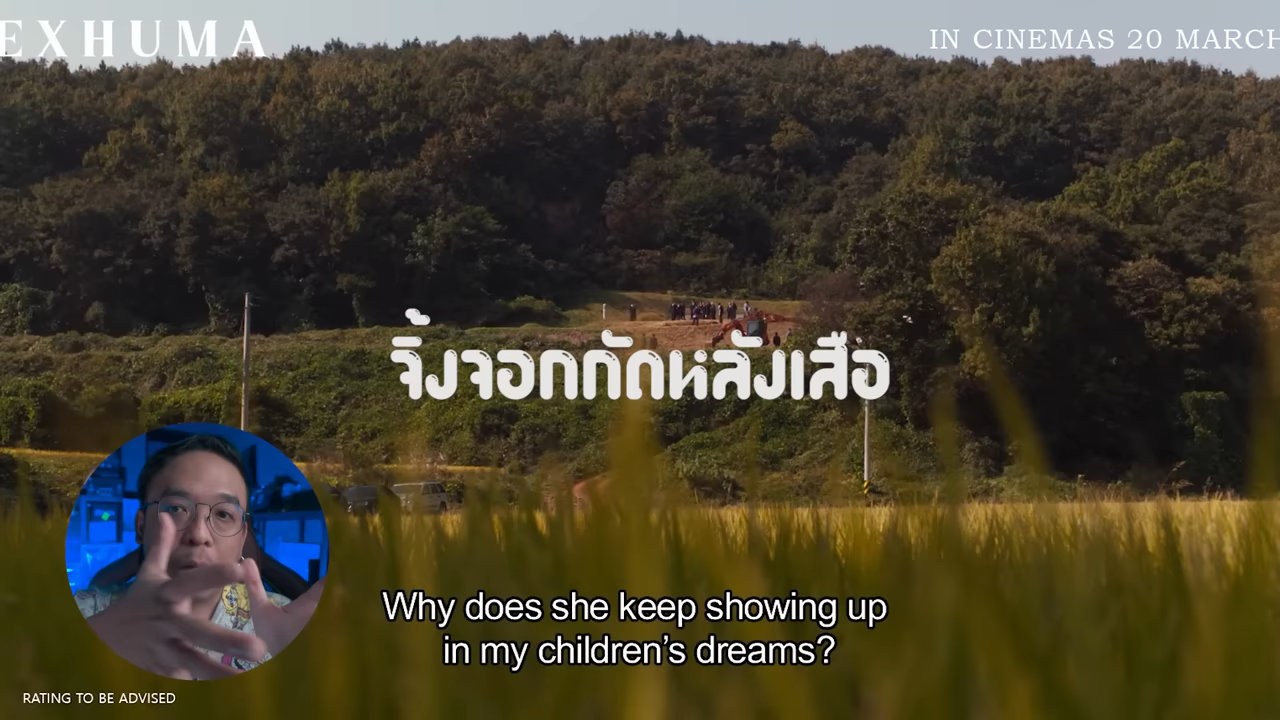 EXHUMA
IN CINEMAS 20 MARCH
จิ้งจอกกัดหลังเสือ
Why does she keep showing up
in my children's dreams?
RATING TO BE ADVISED